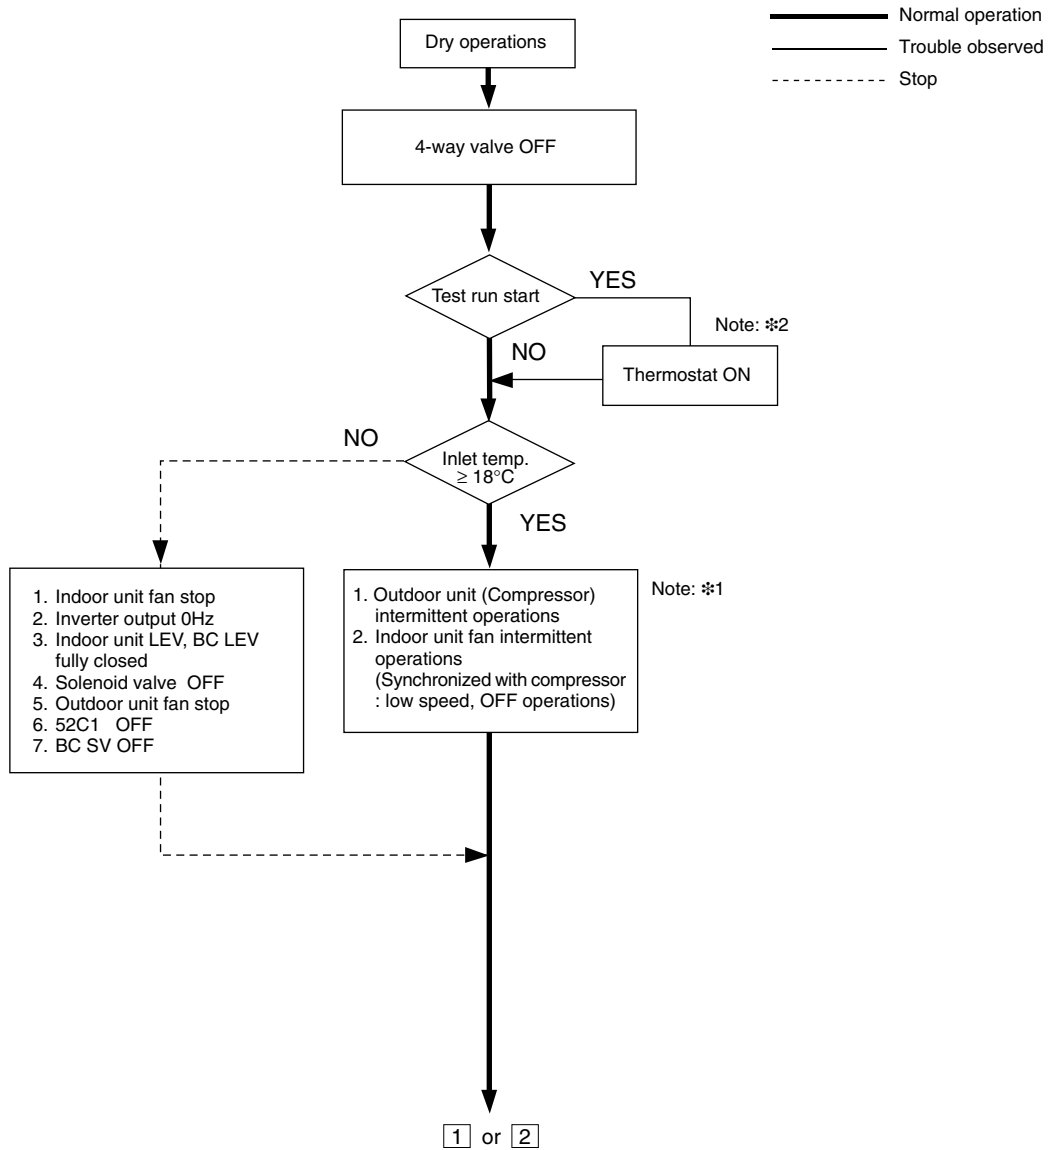 Normal operation
Trouble observed
Stop
Dry operations
4-way valve OFF
Test run start
YES
NO
Note: ❇2
Thermostat ON
Inlet temp.
≥ 18°C
NO
YES
1. Indoor unit fan stop
2. Inverter output 0Hz
3. Indoor unit LEV, BC LEV
fully closed
4. Solenoid valve OFF
5. Outdoor unit fan stop
6. 52C1 OFF
7. BC SV OFF
1. Outdoor unit (Compressor)
intermittent operations
2. Indoor unit fan intermittent
operations
(Synchronized with compressor
: low speed, OFF operations)
Note: ❇1
1 or 2